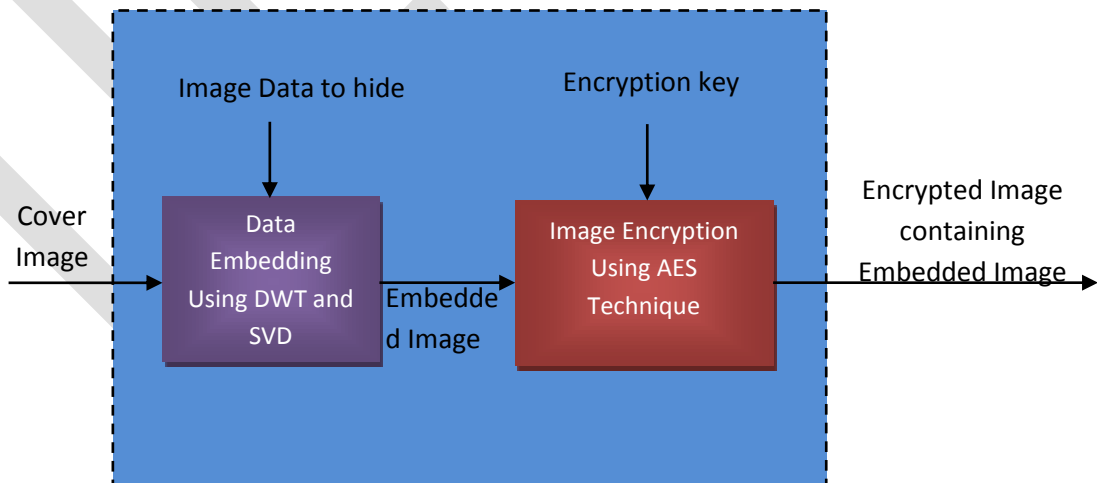 Image Data to hide
Encryption key
Cover
Image
Data
Embedding
Using DWT and
SVD
Embedde
d Image
Image Encryption
Using AES
Technique
Encrypted Image
containing
Embedded Image